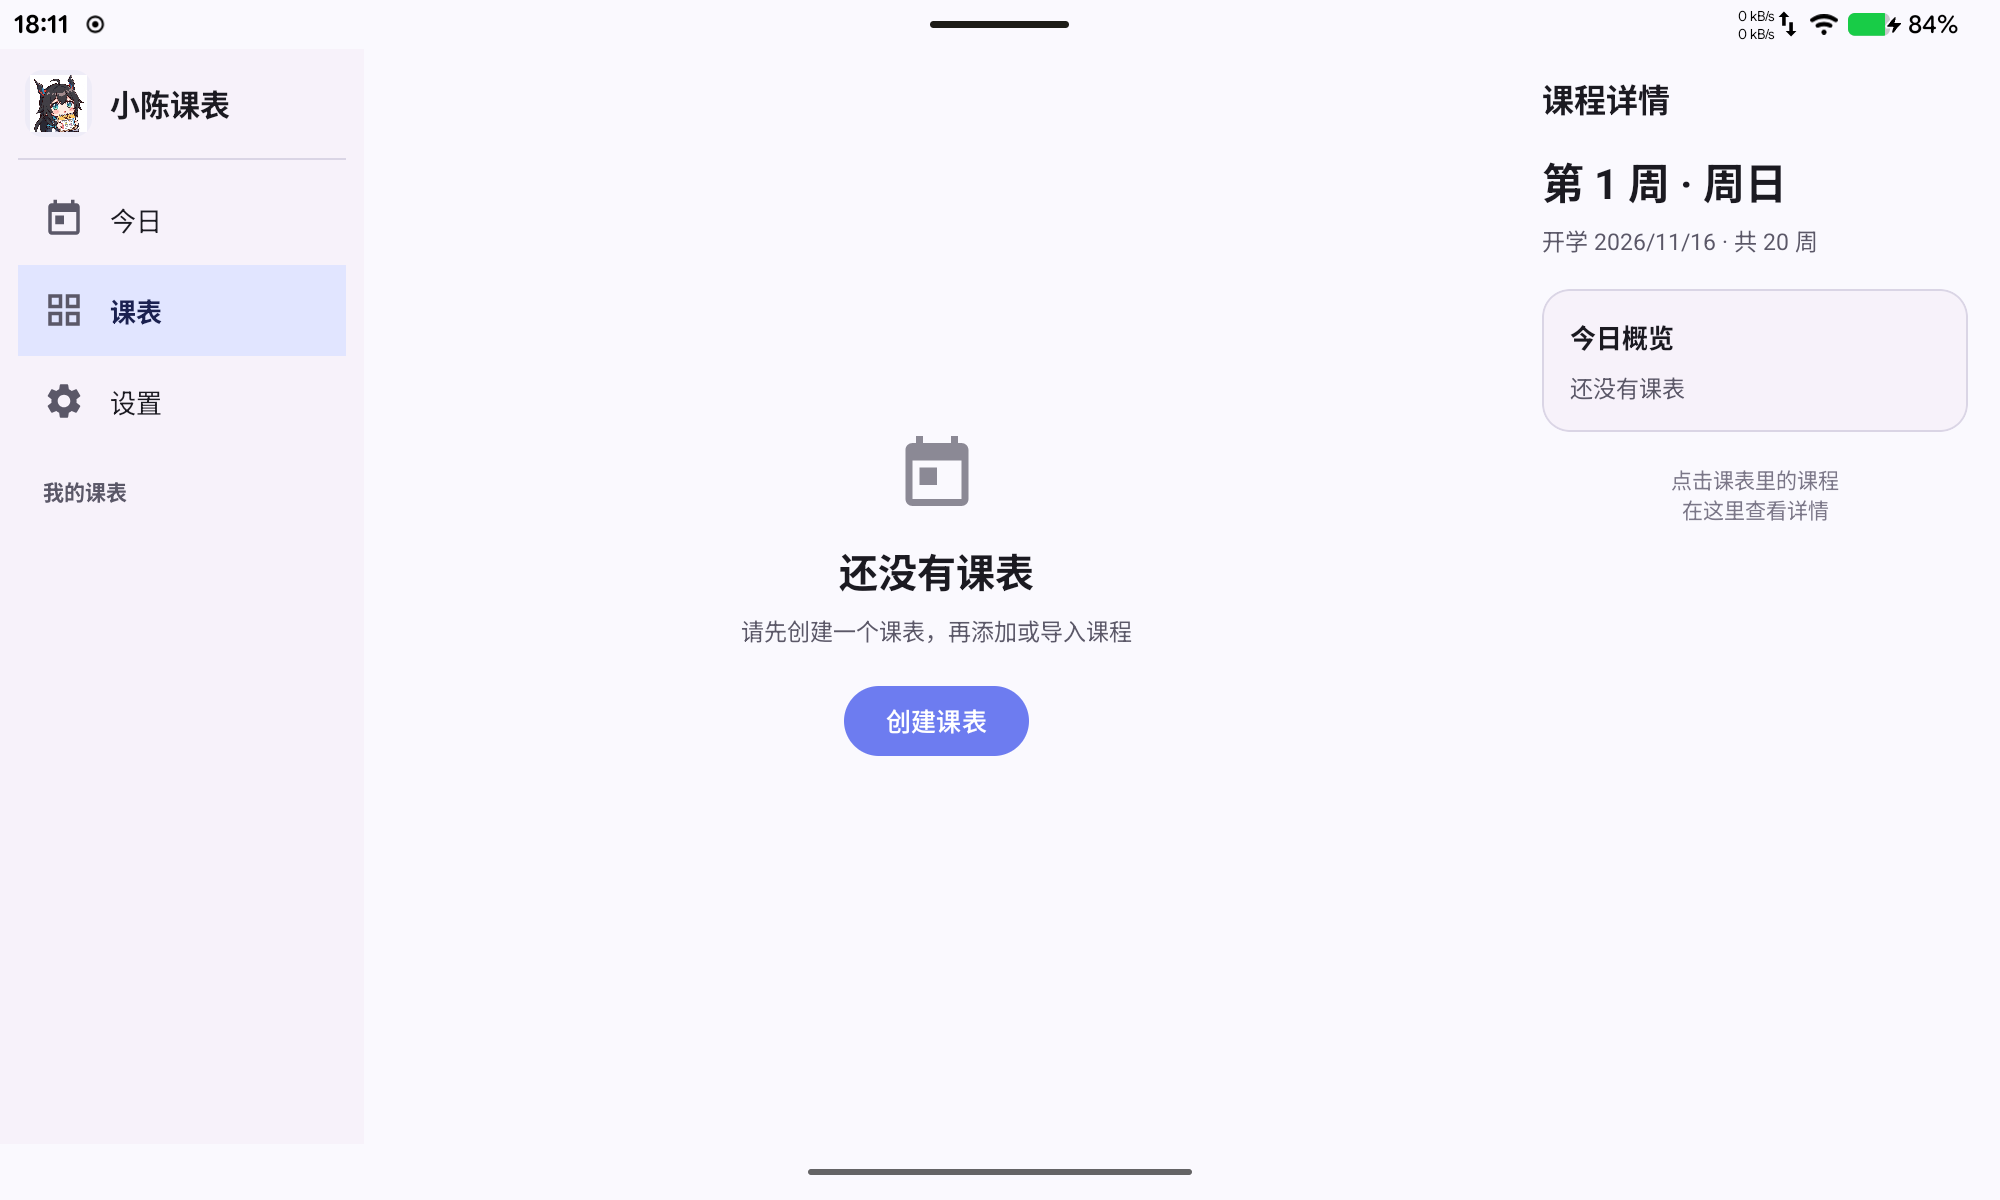 18:11
0 kB/s
0 kB/s
84%
小陈课表
今日
课表
设置
我的课表
还没有课表
请先创建一个课表，再添加或导入课程
创建课表
课程详情
第 1 周 · 周日
开学 2026/11/16 · 共 20 周
今日概览
还没有课表
点击课表里的课程
在这里查看详情